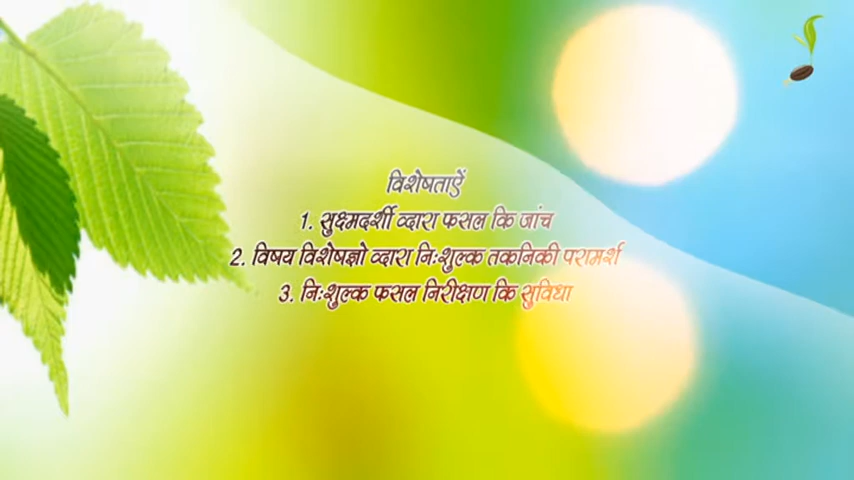 विशेषताऐं
1. सुक्ष्मदर्शी व्दारा फसल कि जांच
2. विषय विशेषज्ञो व्दारा निःशुल्क तकनिकी परामर्श
3. निःशुल्क फसल निरीक्षण कि सुविधा